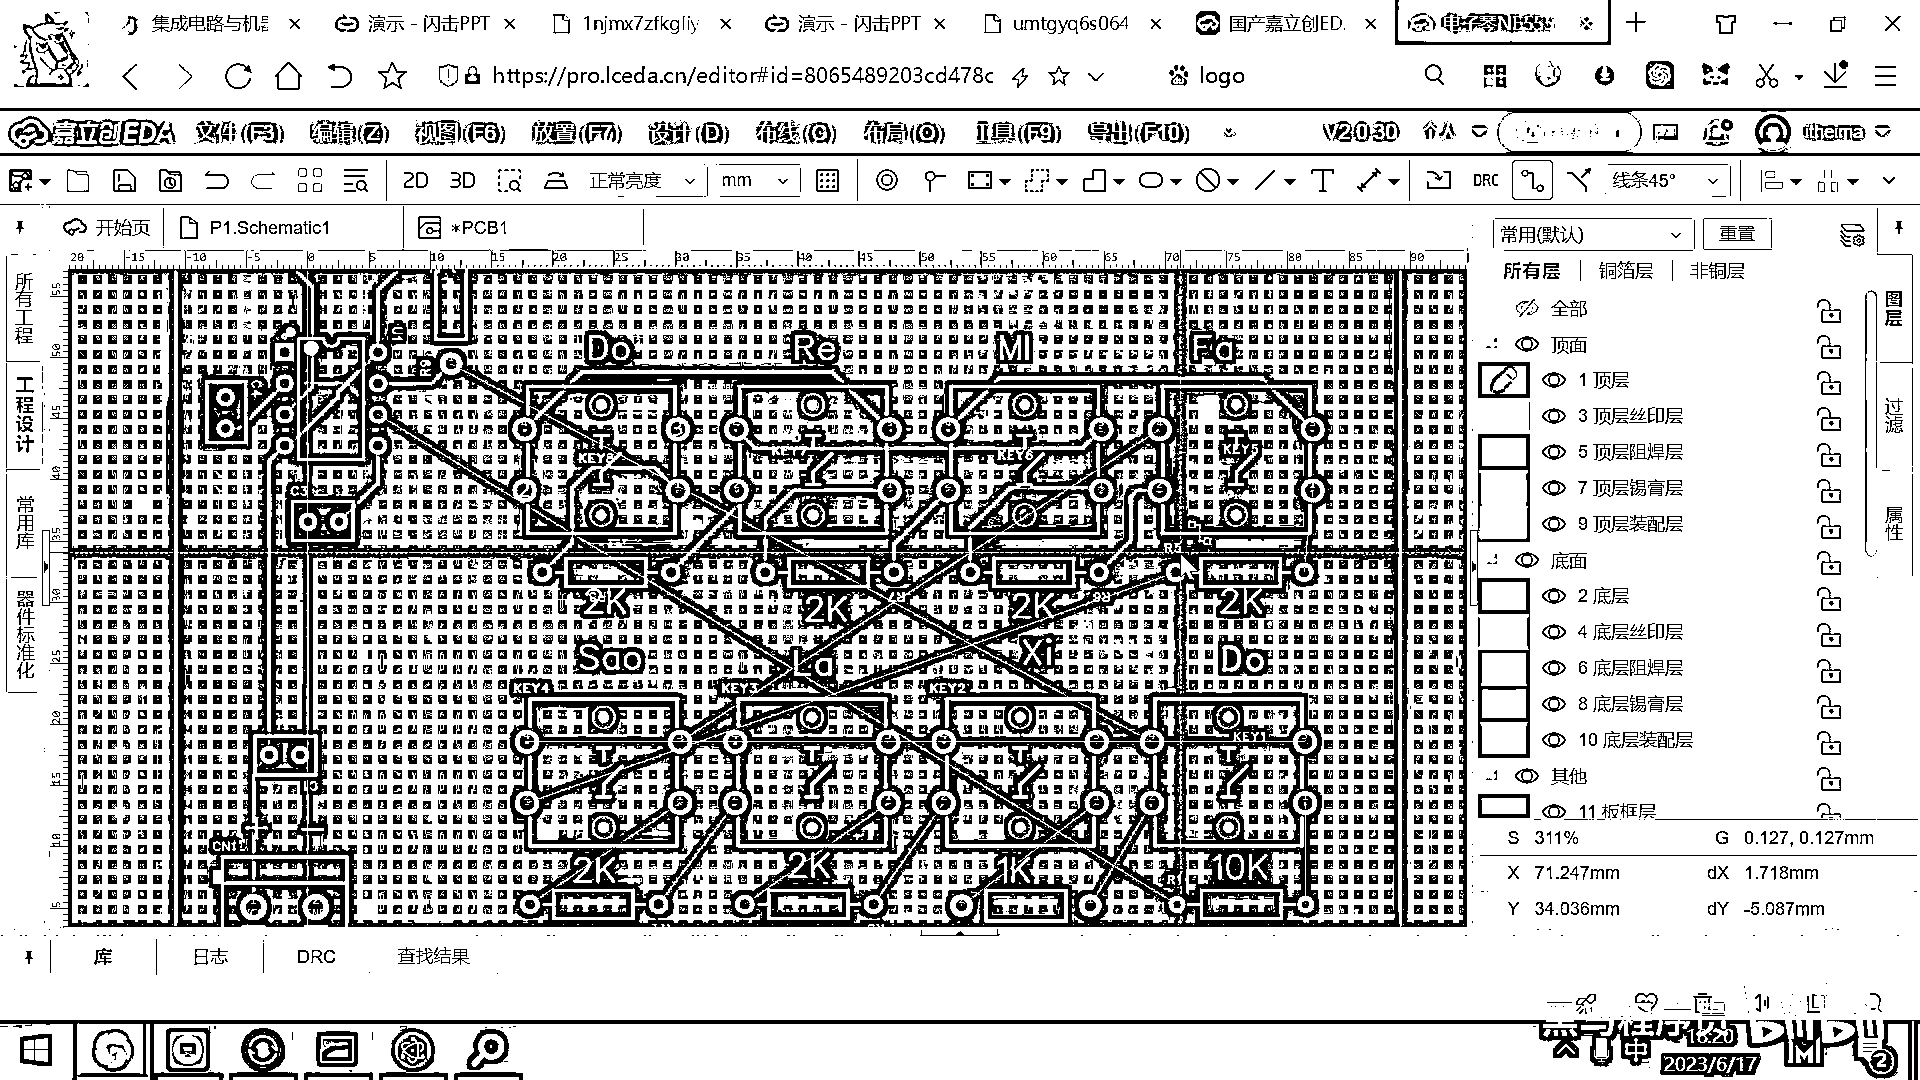 集成电路与机 演示 - 闪击PPT 1njmx7zfkgfiy 演示 - 闪击PPT umtgyq6s064 国产嘉立创ED. 电子琴NE555
https://pro.lceda.cn/editor#id=8065489203cd478c logo
嘉立创EDA 文件(F3) 编辑(Z) 视图(F6) 放置(F7) 设计(D) 布线(G) 布局(O) 工具(F9) 导出(F10) V2.0.30 个人 itheima
2D 3D 正常亮度 mm DRC 线条45°
开始页 P1.Schematic1 *PCB1
常用(默认) 重置
所有层 铜箔层 非铜层
全部
顶面
1 顶层
3 顶层丝印层
5 顶层阻焊层
7 顶层锡膏层
9 顶层装配层
底面
2 底层
4 底层丝印层
6 底层阻焊层
8 底层锡膏层
10 底层装配层
其他
11 板框层
图层
过滤
属性
所有工程
工程设计
常用库
器件标准化
Do Re Mi Fa
KEY8 KEY6 KEY5
2K 2K 2K 2K
Sao La Xi Do
KEY4 KEY3 KEY2 KEY1
2K 2K 1K 10K
C3
CN1
S 311% G 0.127, 0.127mm
X 71.247mm dX 1.718mm
Y 34.036mm dY -5.087mm
库 日志 DRC 查找结果
中 18:20
2023/6/17 2